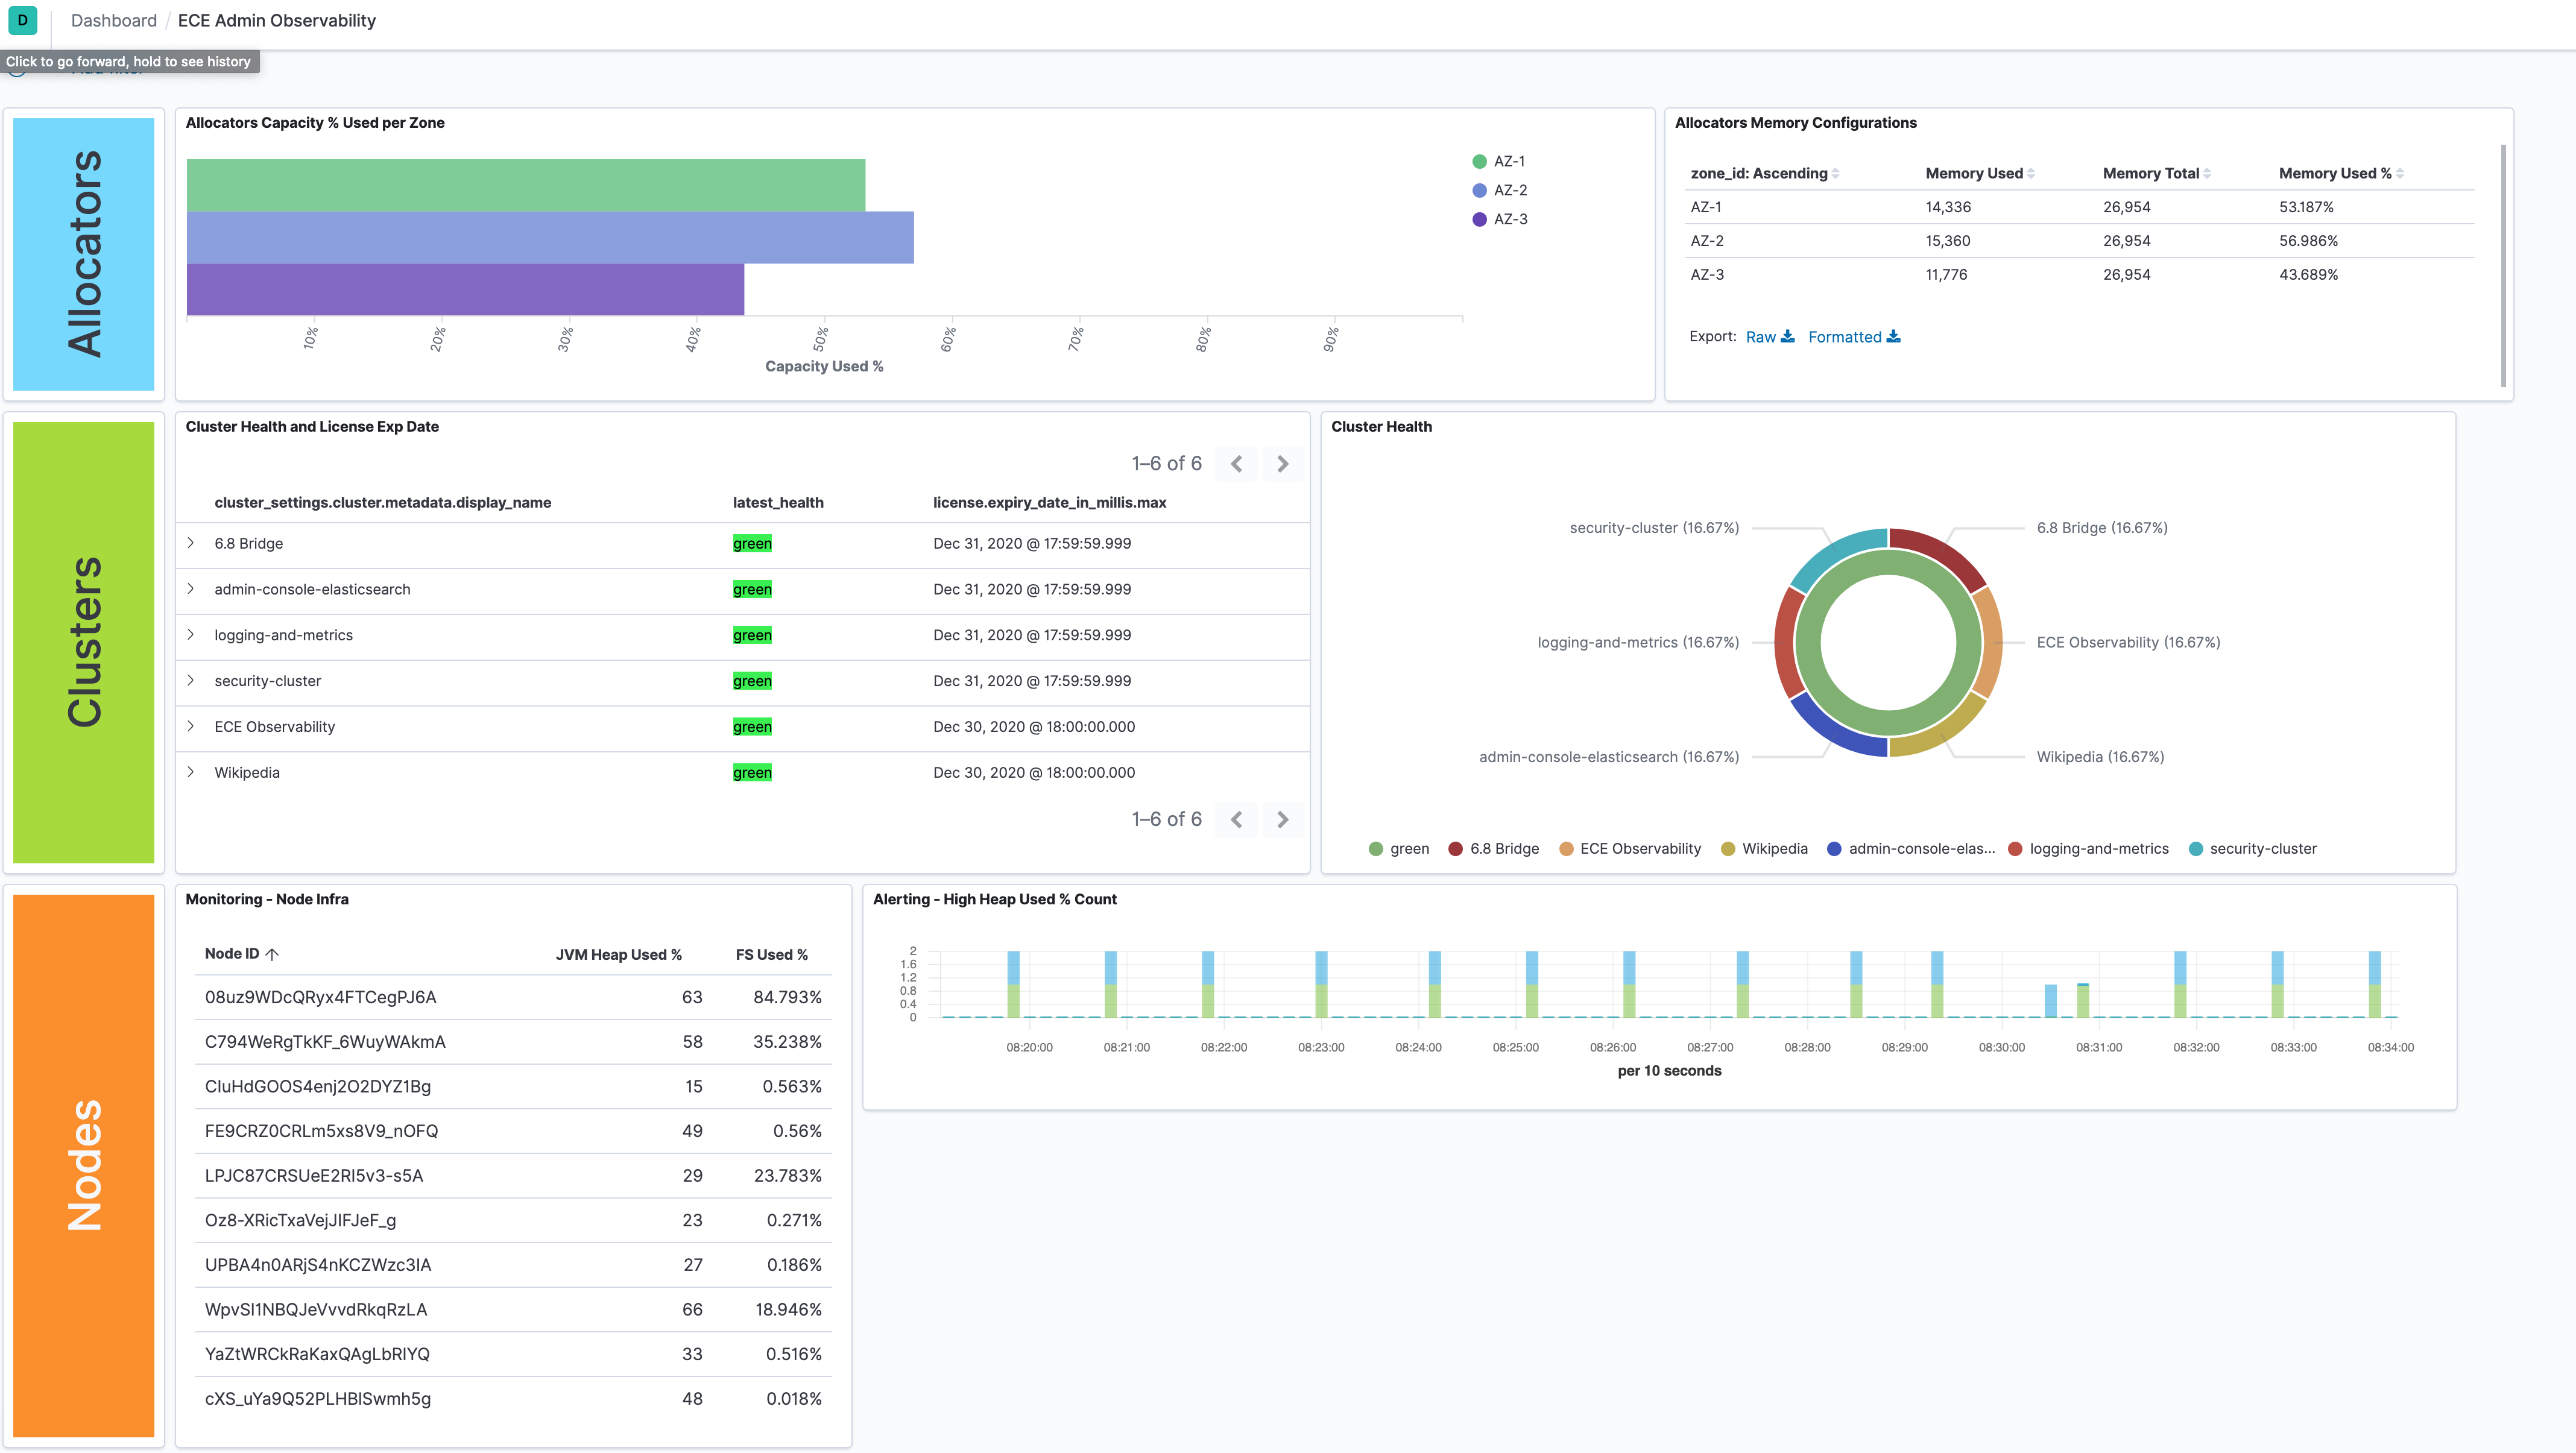 D
Dashboard / ECE Admin Observability
Click to go forward, hold to see history
Allocators
Allocators Capacity % Used per Zone
AZ-1
AZ-2
AZ-3
10% 20% 30% 40% 50% 60% 70% 80% 90%
Capacity Used %
Allocators Memory Configurations
zone_id: Ascending Memory Used Memory Total Memory Used %
AZ-1 14,336 26,954 53.187%
AZ-2 15,360 26,954 56.986%
AZ-3 11,776 26,954 43.689%
Export: Raw Formatted
Clusters
Cluster Health and License Exp Date
1–6 of 6
cluster_settings.cluster.metadata.display_name latest_health license.expiry_date_in_millis.max
6.8 Bridge green Dec 31, 2020 @ 17:59:59.999
admin-console-elasticsearch green Dec 31, 2020 @ 17:59:59.999
logging-and-metrics green Dec 31, 2020 @ 17:59:59.999
security-cluster green Dec 31, 2020 @ 17:59:59.999
ECE Observability green Dec 30, 2020 @ 18:00:00.000
Wikipedia green Dec 30, 2020 @ 18:00:00.000
1–6 of 6
Cluster Health
security-cluster (16.67%) 6.8 Bridge (16.67%)
logging-and-metrics (16.67%) ECE Observability (16.67%)
admin-console-elasticsearch (16.67%) Wikipedia (16.67%)
green 6.8 Bridge ECE Observability Wikipedia admin-console-elas... logging-and-metrics security-cluster
Nodes
Monitoring - Node Infra
Node ID JVM Heap Used % FS Used %
08uz9WDcQRyx4FTCegPJ6A 63 84.793%
C794WeRgTkKF_6WuyWAkmA 58 35.238%
CluHdGOOS4enj2O2DYZ1Bg 15 0.563%
FE9CRZ0CRLm5xs8V9_nOFQ 49 0.56%
LPJC87CRSUeE2RI5v3-s5A 29 23.783%
Oz8-XRicTxaVejJIFJeF_g 23 0.271%
UPBA4n0ARjS4nKCZWzc3IA 27 0.186%
WpvSI1NBQJeVvvdRkqRzLA 66 18.946%
YaZtWRCkRaKaxQAgLbRIYQ 33 0.516%
cXS_uYa9Q52PLHBlSwmh5g 48 0.018%
Alerting - High Heap Used % Count
2
1.6
1.2
0.8
0.4
0
08:20:00 08:21:00 08:22:00 08:23:00 08:24:00 08:25:00 08:26:00 08:27:00 08:28:00 08:29:00 08:30:00 08:31:00 08:32:00 08:33:00 08:34:00
per 10 seconds